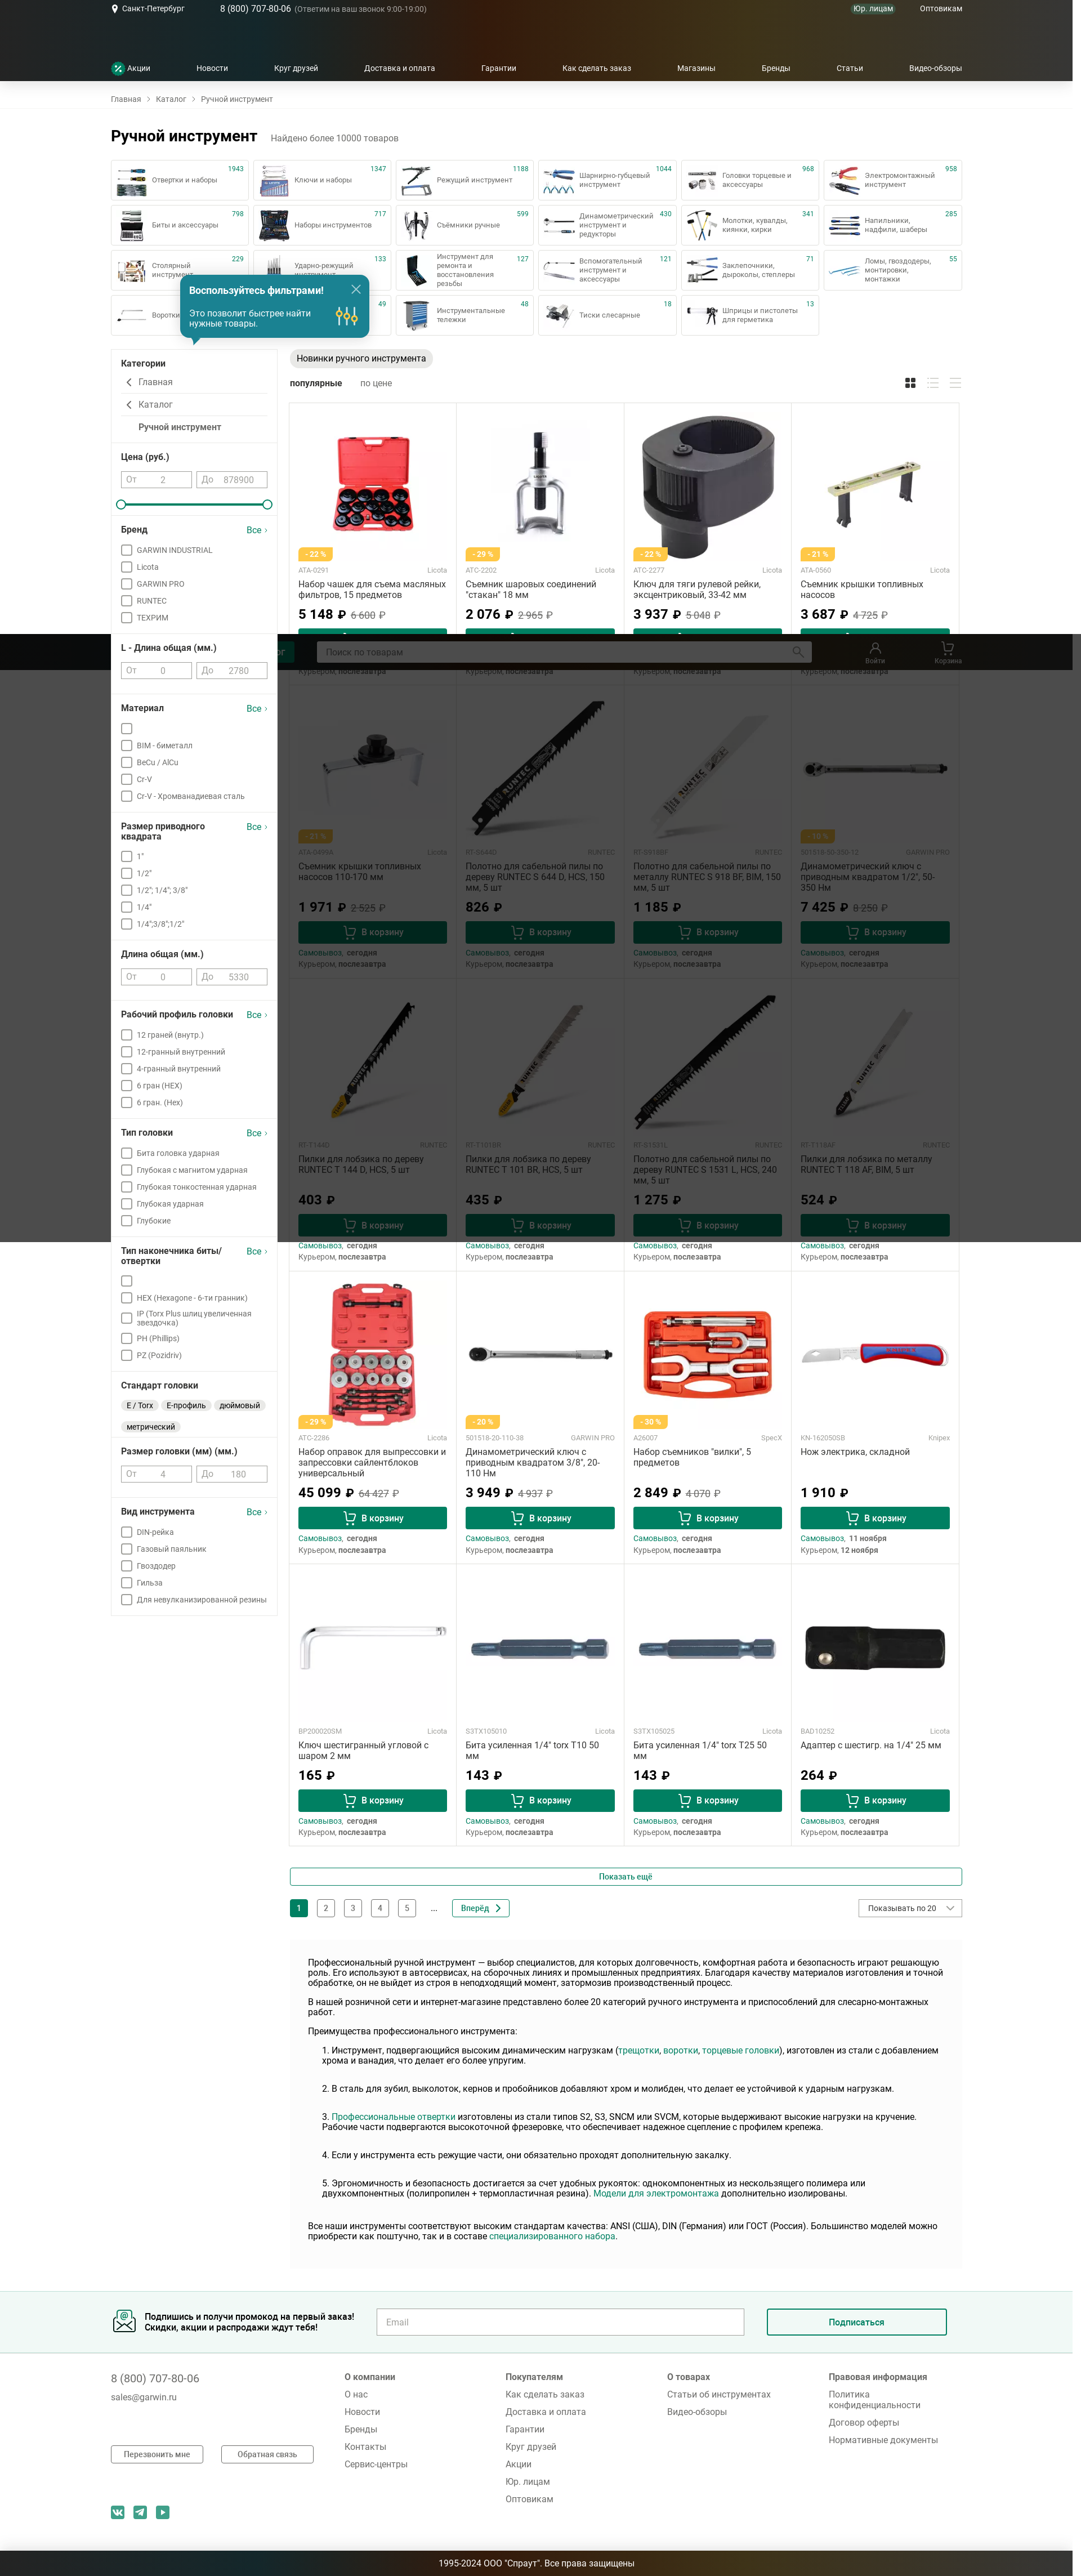 Санкт-Петербург
8 (800) 707-80-06 (Ответим на ваш звонок 9:00-19:00)
Юр. лицам
Оптовикам
Акции
Новости
Круг друзей
Доставка и оплата
Гарантии
Как сделать заказ
Магазины
Бренды
Статьи
Видео-обзоры
Главная > Каталог > Ручной инструмент
Ручной инструмент
Найдено более 10000 товаров
Отвертки и наборы 1943
Ключи и наборы 1347
Режущий инструмент 1188
Шарнирно-губцевый инструмент 1044
Головки торцевые и аксессуары 968
Электромонтажный инструмент 958
Биты и аксессуары 798
Наборы инструментов 717
Съёмники ручные 599
Динамометрический инструмент и редукторы 430
Молотки, кувалды, киянки, кирки 341
Напильники, надфили, шаберы 285
Столярный 229
Ударно-режущий 133
Инструмент для ремонта и восстановления резьбы 127
Вспомогательный инструмент и аксессуары 121
Заклепочники, дыроколы, степлеры 71
Ломы, гвоздодеры, монтировки, монтажки 55
Воротки
49
Инструментальные тележки 48
Тиски слесарные 18
Шприцы и пистолеты для герметика 13
Воспользуйтесь фильтрами!
Это позволит быстрее найти
нужные товары.
Категории
Главная
Каталог
Ручной инструмент
Цена (руб.)
От 2 До 878900
Бренд Все
GARWIN INDUSTRIAL
Licota
GARWIN PRO
RUNTEC
ТЕХРИМ
L - Длина общая (мм.)
От 0 До 2780
Материал Все
BIM - биметалл
BeCu / AlCu
Cr-V
Cr-V - Хромванадиевая сталь
Размер приводного
квадрата Все
1"
1/2"
1/2"; 1/4"; 3/8"
1/4"
1/4";3/8";1/2"
Длина общая (мм.)
От 0 До 5330
Рабочий профиль головки Все
12 граней (внутр.)
12-гранный внутренний
4-гранный внутренний
6 гран (HEX)
6 гран. (Hex)
Тип головки Все
Бита головка ударная
Глубокая с магнитом ударная
Глубокая тонкостенная ударная
Глубокая ударная
Глубокие
Тип наконечника биты/
отвертки Все
HEX (Hexagone - 6-ти гранник)
IP (Torx Plus шлиц увеличенная
звездочка)
PH (Phillips)
PZ (Pozidriv)
Стандарт головки
E / Torx Е-профиль дюймовый
метрический
Размер головки (мм) (мм.)
От 4 До 180
Вид инструмента Все
DIN-рейка
Газовый паяльник
Гвоздодер
Гильза
Для невулканизированной резины
Новинки ручного инструмента
популярные по цене
- 22 %
ATA-0291 Licota
Набор чашек для съема масляных
фильтров, 15 предметов
5 148 ₽ 6 600 ₽
- 29 %
ATC-2202 Licota
Съемник шаровых соединений
"стакан" 18 мм
2 076 ₽ 2 965 ₽
- 22 %
ATC-2277 Licota
Ключ для тяги рулевой рейки,
эксцентриковый, 33-42 мм
3 937 ₽ 5 048 ₽
- 21 %
ATA-0560 Licota
Съемник крышки топливных
насосов
3 687 ₽ 4 725 ₽
Поиск по товарам
Войти
Корзина
Курьером, послезавтра
Курьером, послезавтра
Курьером, послезавтра
Курьером, послезавтра
Licota
Съемник крышки топливных
насосов 110-170 мм
1 971 ₽ 2 525 ₽
В корзину
Самовывоз, сегодня
Курьером, послезавтра
RT-S644D RUNTEC
Полотно для сабельной пилы по
дереву RUNTEC S 644 D, HCS, 150
мм, 5 шт
826 ₽
В корзину
Самовывоз, сегодня
Курьером, послезавтра
RT-S918BF RUNTEC
Полотно для сабельной пилы по
металлу RUNTEC S 918 BF, BIM, 150
мм, 5 шт
1 185 ₽
В корзину
Самовывоз, сегодня
Курьером, послезавтра
GARWIN PRO
Динамометрический ключ с
приводным квадратом 1/2", 50-
350 Нм
7 425 ₽ 8 250 ₽
В корзину
Самовывоз, сегодня
Курьером, послезавтра
RT-T144D RUNTEC
Пилки для лобзика по дереву
RUNTEC T 144 D, HCS, 5 шт
403 ₽
В корзину
Самовывоз, сегодня
Курьером, послезавтра
RT-T101BR RUNTEC
Пилки для лобзика по дереву
RUNTEC T 101 BR, HCS, 5 шт
435 ₽
В корзину
Самовывоз, сегодня
Курьером, послезавтра
RT-S1531L RUNTEC
Полотно для сабельной пилы по
дереву RUNTEC S 1531 L, HCS, 240
мм, 5 шт
1 275 ₽
В корзину
Самовывоз, сегодня
Курьером, послезавтра
RT-T118AF RUNTEC
Пилки для лобзика по металлу
RUNTEC T 118 AF, BIM, 5 шт
524 ₽
В корзину
Самовывоз, сегодня
Курьером, послезавтра
- 29 %
ATC-2286 Licota
Набор оправок для выпрессовки и
запрессовки сайлентблоков
универсальный
45 099 ₽ 64 427 ₽
В корзину
Самовывоз, сегодня
Курьером, послезавтра
- 20 %
501518-20-110-38 GARWIN PRO
Динамометрический ключ с
приводным квадратом 3/8", 20-
110 Нм
3 949 ₽ 4 937 ₽
В корзину
Самовывоз, сегодня
Курьером, послезавтра
- 30 %
A26007 SpecX
Набор съемников "вилки", 5
предметов
2 849 ₽ 4 070 ₽
В корзину
Самовывоз, сегодня
Курьером, послезавтра
KN-162050SB Knipex
Нож электрика, складной
1 910 ₽
В корзину
Самовывоз, 11 ноября
Курьером, 12 ноября
BP200020SM Licota
Ключ шестигранный угловой с
шаром 2 мм
165 ₽
В корзину
Самовывоз, сегодня
Курьером, послезавтра
S3TX105010 Licota
Бита усиленная 1/4" torx T10 50
мм
143 ₽
В корзину
Самовывоз, сегодня
Курьером, послезавтра
S3TX105025 Licota
Бита усиленная 1/4" torx T25 50
мм
143 ₽
В корзину
Самовывоз, сегодня
Курьером, послезавтра
BAD10252 Licota
Адаптер с шестигр. на 1/4" 25 мм
264 ₽
В корзину
Самовывоз, сегодня
Курьером, послезавтра
Показать ещё
1 2 3 4 5 ... Вперёд
Показывать по 20
Профессиональный ручной инструмент — выбор специалистов, для которых долговечность, комфортная работа и безопасность играют решающую
роль. Его используют в автосервисах, на сборочных линиях и промышленных предприятиях. Благодаря качеству материалов изготовления и точной
обработке, он не выйдет из строя в неподходящий момент, затормозив производственный процесс.
В нашей розничной сети и интернет-магазине представлено более 20 категорий ручного инструмента и приспособлений для слесарно-монтажных
работ.
Преимущества профессионального инструмента:
1. Инструмент, подвергающийся высоким динамическим нагрузкам (трещотки, воротки, торцевые головки), изготовлен из стали с добавлением
хрома и ванадия, что делает его более упругим.
2. В сталь для зубил, выколоток, кернов и пробойников добавляют хром и молибден, что делает ее устойчивой к ударным нагрузкам.
3. Профессиональные отвертки изготовлены из стали типов S2, S3, SNCM или SVCM, которые выдерживают высокие нагрузки на кручение.
Рабочие части подвергаются высокоточной фрезеровке, что обеспечивает надежное сцепление с профилем крепежа.
4. Если у инструмента есть режущие части, они обязательно проходят дополнительную закалку.
5. Эргономичность и безопасность достигается за счет удобных рукояток: однокомпонентных из нескользящего полимера или
двухкомпонентных (полипропилен + термопластичная резина). Модели для электромонтажа дополнительно изолированы.
Все наши инструменты соответствуют высоким стандартам качества: ANSI (США), DIN (Германия) или ГОСТ (Россия). Большинство моделей можно
приобрести как поштучно, так и в составе специализированного набора.
Подпишись и получи промокод на первый заказ!
Скидки, акции и распродажи ждут тебя!
Email
Подписаться
8 (800) 707-80-06
sales@garwin.ru
Перезвонить мне
Обратная связь
О компании
О нас
Новости
Бренды
Контакты
Сервис-центры
Покупателям
Как сделать заказ
Доставка и оплата
Гарантии
Круг друзей
Акции
Юр. лицам
Оптовикам
О товарах
Статьи об инструментах
Видео-обзоры
Правовая информация
Политика
конфиденциальности
Договор оферты
Нормативные документы
1995-2024 ООО "Спраут". Все права защищены